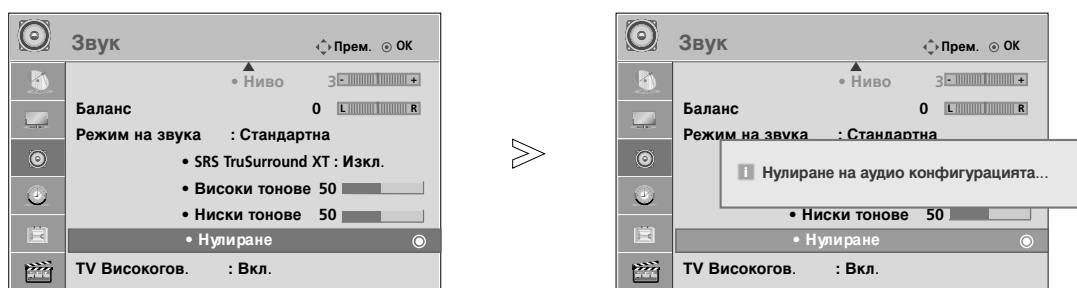 Звук Прем. OK
• Ниво 3 - +
Баланс 0 L R
Режим на звука : Стандартна
• SRS TruSurround XT : Изкл.
• Високи тонове 50
• Ниски тонове 50
• Нулиране
TV Високогов. : Вкл.
Звук Прем. OK
• Ниво 3 - +
Баланс 0 L R
Режим на звука : Стандартна
Нулиране на аудио конфигурацията...
• Ниски тонове 50
• Нулиране
TV Високогов. : Вкл.